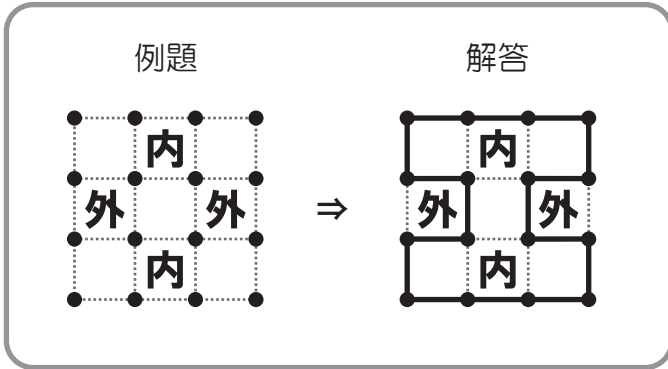 例題 解答
内 内
外 外 ⇒ 外 外
内 内